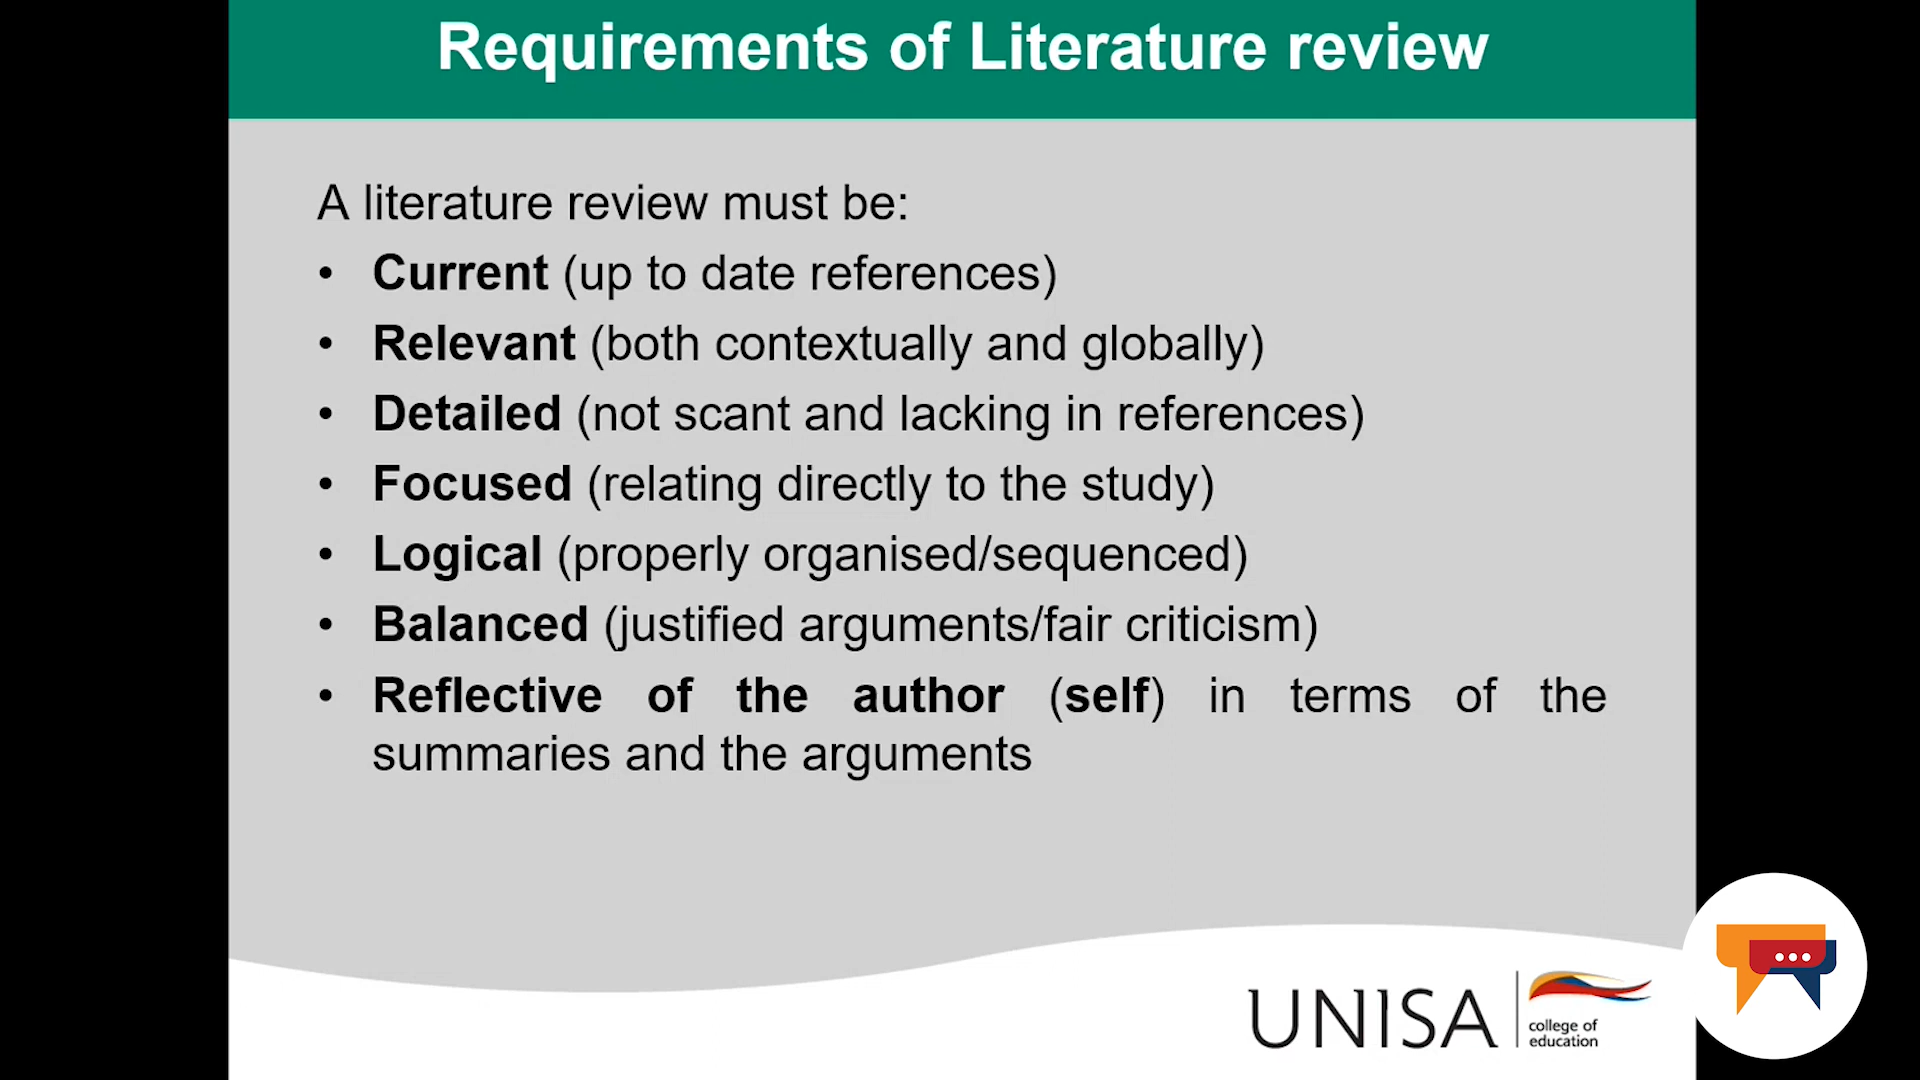 Requirements of Literature review
A literature review must be:
• Current (up to date references)
• Relevant (both contextually and globally)
• Detailed (not scant and lacking in references)
• Focused (relating directly to the study)
• Logical (properly organised/sequenced)
• Balanced (justified arguments/fair criticism)
• Reflective of the author (self) in terms of the
summaries and the arguments
UNISA
college of
education